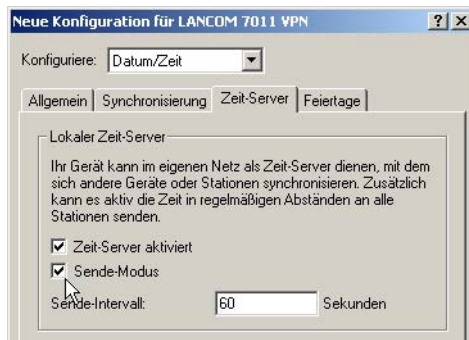 Neue Konfiguration für LANCOM 7011 VPN
Konfiguriere: Datum/Zeit
Allgemein Synchronisierung Zeit-Server Feiertage
Lokaler Zeit-Server
Ihr Gerät kann im eigenen Netz als Zeit-Server dienen, mit dem
sich andere Geräte oder Stationen synchronisieren. Zusätzlich
kann es aktiv die Zeit in regelmäßigen Abständen an alle
Stationen senden.
Zeit-Server aktiviert
Sende-Modus
Sende-Intervall: 60 Sekunden